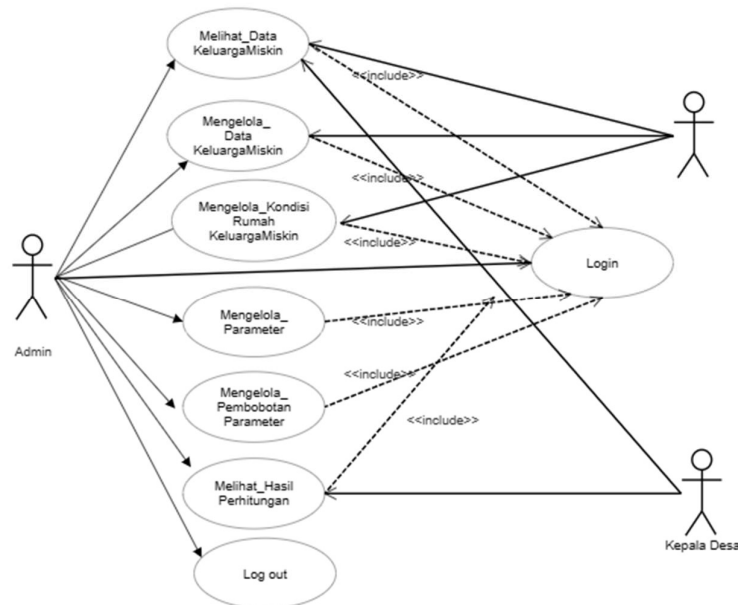 Melihat_Data
KeluargaMiskin
<<include>>
Mengelola_
Data
KeluargaMiskin
<<include>>
Mengelola_Kondisi
Rumah
KeluargaMiskin
<<include>>
Login
Admin
Mengelola_
Parameter
<<include>>
Mengelola_
Pembobotan
Parameter
<<include>>
<<include>>
Melihat_Hasil
Perhitungan
Kepala Desa
Log out